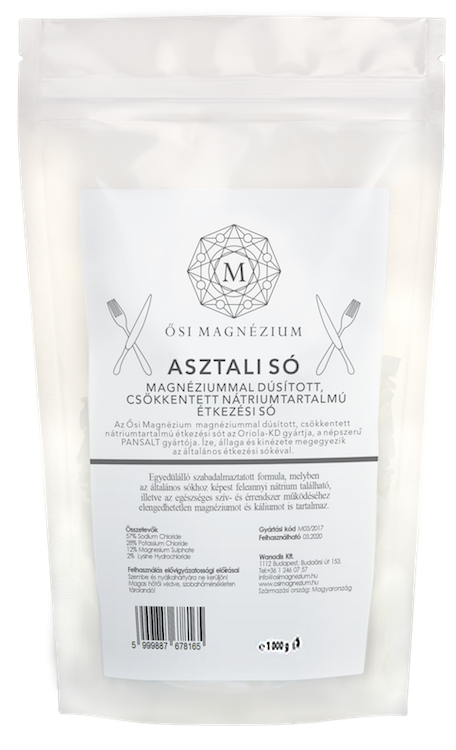 M
ŐSI MAGNÉZIUM
ASZTALI SÓ
MAGNÉZIUMMAL DÚSÍTOTT,
CSÖKKENTETT NÁTRIUMTARTALMÚ
ÉTKEZÉSI SÓ
Az Ősi Magnézium magnéziummal dúsított, csökkentett
nátriumtartalmú étkezési sót az Oriola-KD gyártja, a népszerű
PANSALT gyártója. Íze, állaga és kinézete megegyezik
az általános étkezési sókéval.
Egyedülálló szabadalmaztatott formula, melyben
az általános sókhoz képest feleannyi nátrium található,
illetve az egészséges szív- és érrendszer működéséhez
elengedhetetlen magnéziumot és káliumot is tartalmaz.
Összetevők
57% Sodium Chloride
28% Potassium Chloride
12% Magnesium Sulphate
2% Lysine Hydrochloride
Felhasználás elővigyázatossági előírásai
Szembe és nyálkahártyára ne kerüljön!
Magas hőtől védve, szobahőmérsékleten
tárolandó!
Gyártási kód M03/2017
Felhasználható 03.2020
Wanadis Kft.
1112 Budapest, Budaörsi út 153.
Tel:+36 1 246 07 57
info@osimagnezium.hu
www.osimagnezium.hu
Származási ország: Magyarország
5 999887 678165
e 1000 g